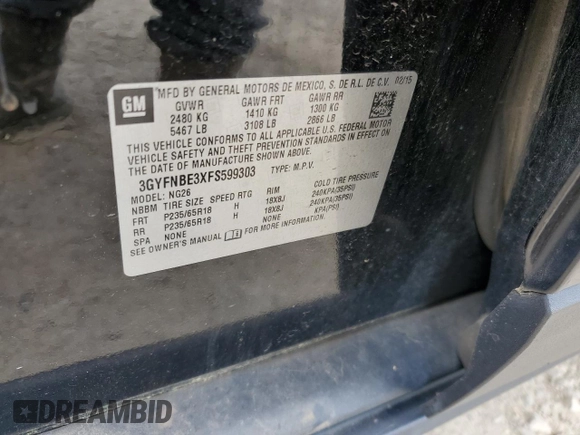 GM
MFD BY GENERAL MOTORS DE MEXICO, S. DE R.L. DE C.V. 02/15
GVWR GAWR FRT GAWR RR
2480 KG 1410 KG 1300 KG
5467 LB 3108 LB 2866 LB
THIS VEHICLE CONFORMS TO ALL APPLICABLE U.S. FEDERAL MOTOR
VEHICLE SAFETY AND THEFT PREVENTION STANDARDS IN EFFECT ON THE
DATE OF MANUFACTURE SHOWN ABOVE.
3GYFNBE3XFS599303 TYPE: M.P.V.
MODEL: NG26
NBBM TIRE SIZE SPEED RTG RIM COLD TIRE PRESSURE
FRT P235/65R18 H 18X8J 240KPA(35PSI)
RR P235/65R18 H 18X8J 240KPA(35PSI)
SPA NONE KPA(PSI)
SEE OWNER'S MANUAL FOR MORE INFORMATION.
DREAMBID